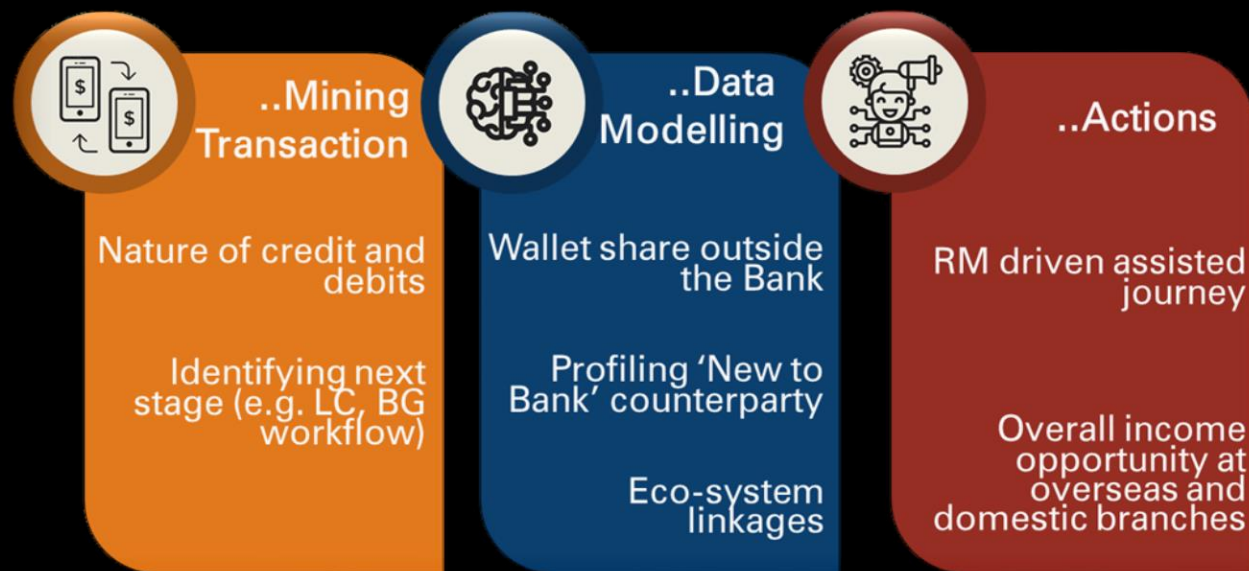 $
$
..Mining
Transaction
Nature of credit and
debits
Identifying next
stage (e.g. LC, BG
workflow)
..Data
Modelling
Wallet share outside
the Bank
Profiling ‘New to
Bank’ counterparty
Eco-system
linkages
..Actions
RM driven assisted
journey
Overall income
opportunity at
overseas and
domestic branches